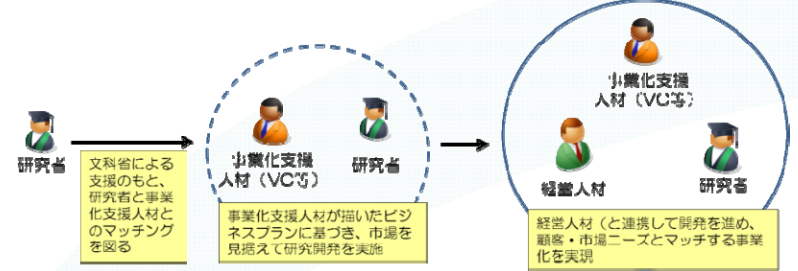 研究者
文科省による
支援のもと、
研究者と事業
化支援人材と
のマッチング
を図る
事業化支援
人材（VC等）
研究者
事業化支援人材が描いたビジ
ネスプランに基づき、市場を
見据えて研究開発を実施
事業化支援
人材（VC等）
経営人材
研究者
経営人材（と連携して開発を進め、
顧客・市場ニーズとマッチする事業
化を実現